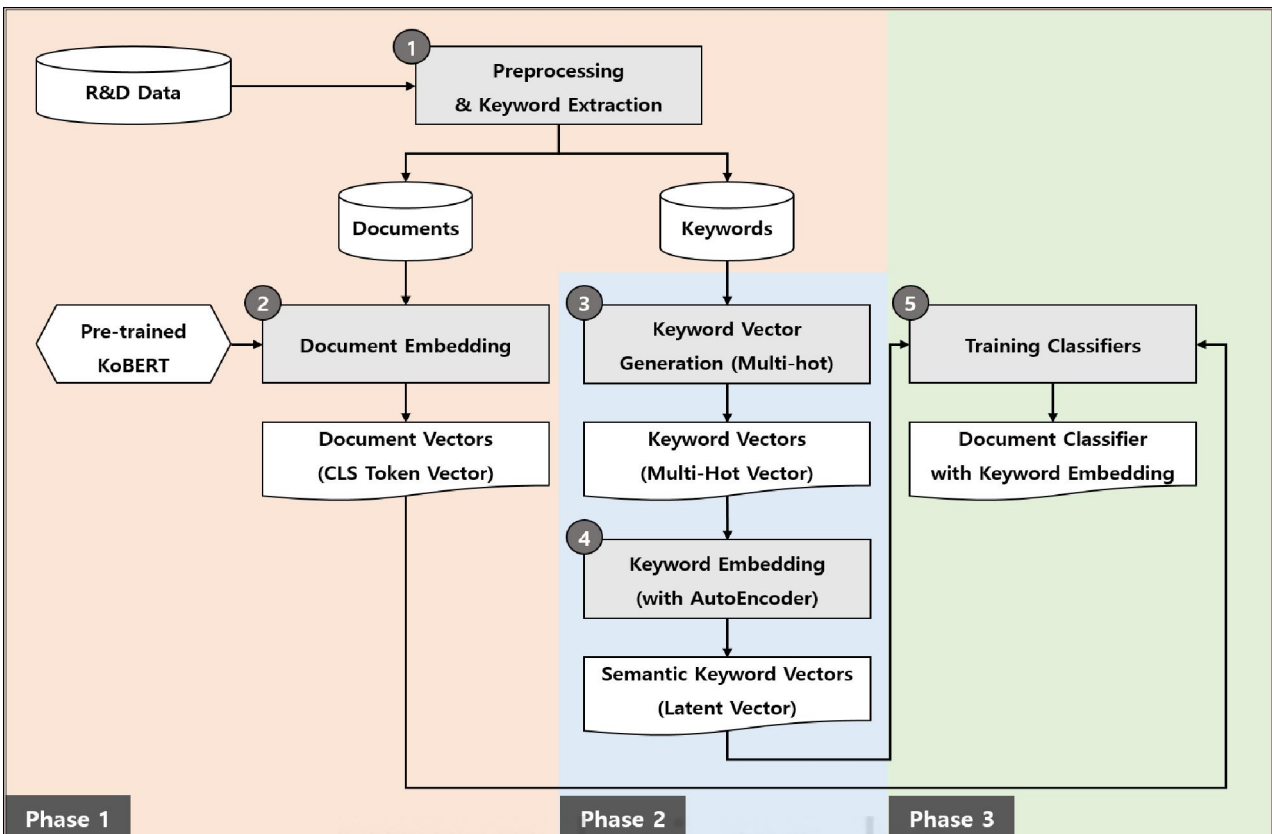 1
Preprocessing
& Keyword Extraction
R&D Data
Documents
Keywords
2
Document Embedding
Pre-trained
KoBERT
Document Vectors
(CLS Token Vector)
3
Keyword Vector
Generation (Multi-hot)
Keyword Vectors
(Multi-Hot Vector)
4
Keyword Embedding
(with AutoEncoder)
Semantic Keyword Vectors
(Latent Vector)
5
Training Classifiers
Document Classifier
with Keyword Embedding
Phase 1
Phase 2
Phase 3